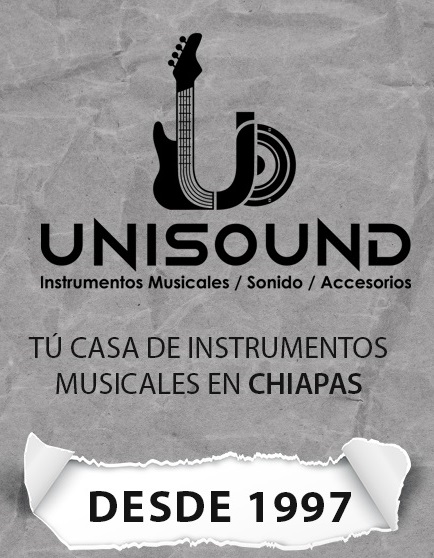 UNISOUND
Instrumentos Musicales / Sonido / Accesorios
TÚ CASA DE INSTRUMENTOS
MUSICALES EN CHIAPAS
DESDE 1997